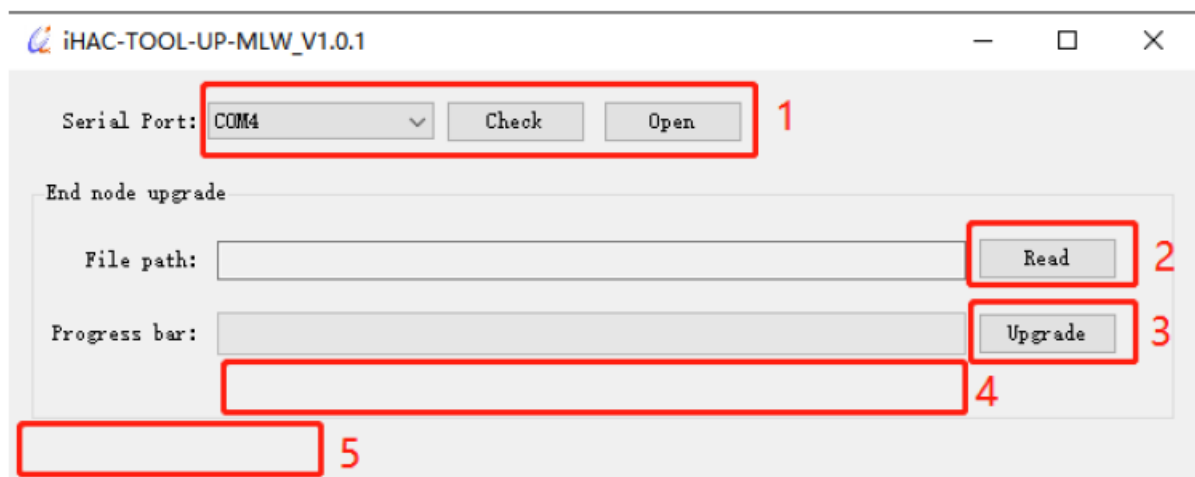 iHAC-TOOL-UP-MLW_V1.0.1
Serial Port: COM4 Check Open 1
End node upgrade
File path: Read 2
Progress bar: Upgrade 3
4
5